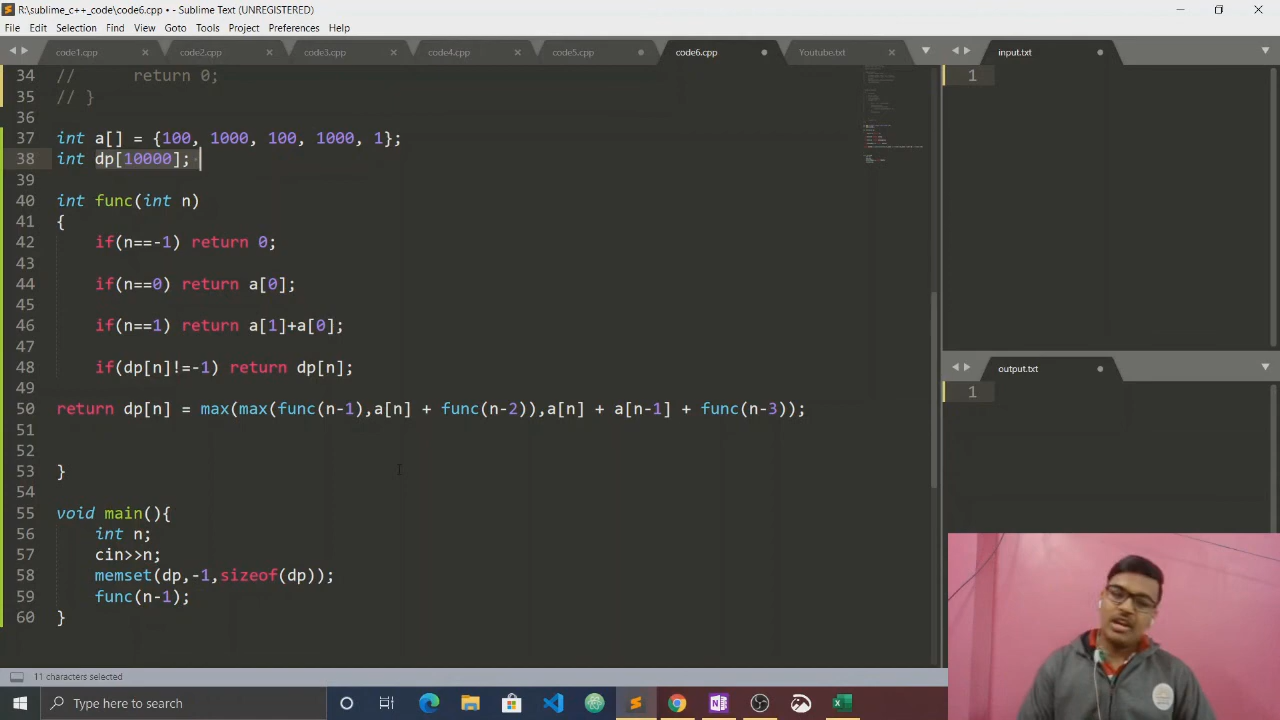 R:\sublime_c++_code\code6.cpp • - Sublime Text (UNREGISTERED)
File Edit Selection Find View Goto Tools Project Preferences Help
code1.cpp code2.cpp code3.cpp code4.cpp code5.cpp code6.cpp Youtube.txt input.txt
34 // return 0;
35 // }
36
37 int a[] = {100, 1000, 100, 1000, 1};
38 int dp[10000];
39
40 int func(int n)
41 {
42 if(n==-1) return 0;
43
44 if(n==0) return a[0];
45
46 if(n==1) return a[1]+a[0];
47
48 if(dp[n]!=-1) return dp[n];
49
50 return dp[n] = max(max(func(n-1),a[n] + func(n-2)),a[n] + a[n-1] + func(n-3));
51
52
53 }
54
55 void main(){
56 int n;
57 cin>>n;
58 memset(dp,-1,sizeof(dp));
59 func(n-1);
60 }
1
output.txt
1
11 characters selected
Type here to search